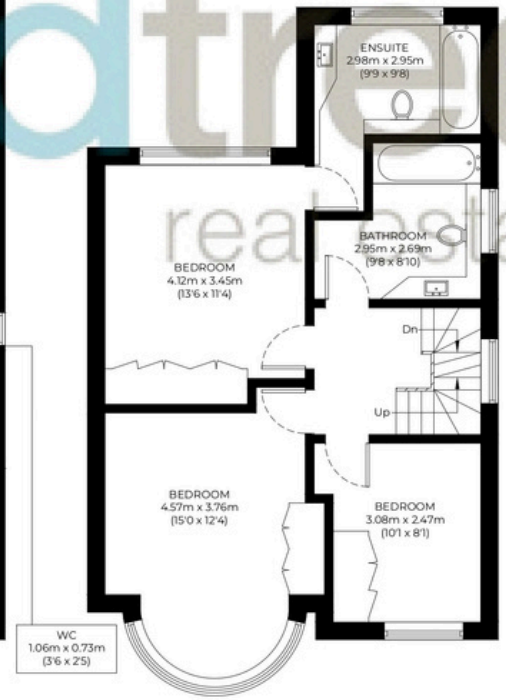 dtre
real esta
ENSUITE
2.98m x 2.95m
(9'9 x 9'8)
BATHROOM
2.95m x 2.69m
(9'8 x 8'10)
BEDROOM
4.12m x 3.45m
(13'6 x 11'4)
Dn
Up
BEDROOM
4.57m x 3.76m
(15'0 x 12'4)
BEDROOM
3.08m x 2.47m
(10'1 x 8'1)
WC
1.06m x 0.73m
(3'6 x 2'5)